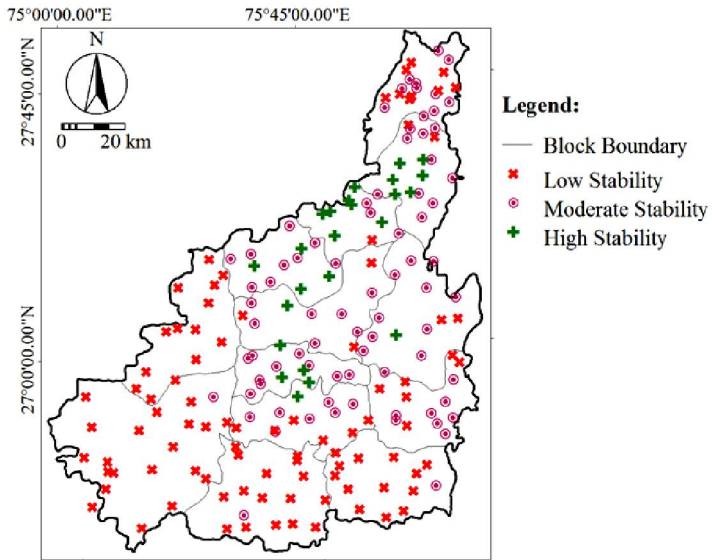 75°00'00.00"E 75°45'00.00"E
N
0 20 km
27°45'00.00"N
27°00'00.00"N
Legend:
Block Boundary
Low Stability
Moderate Stability
High Stability